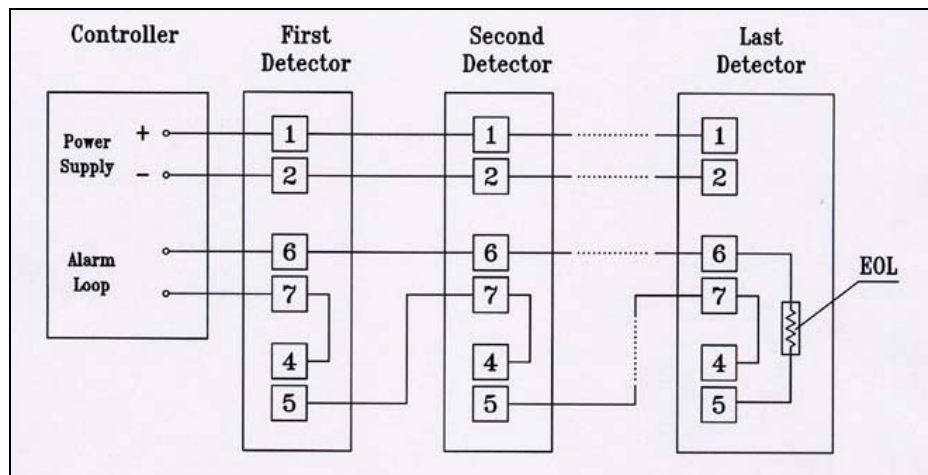 Controller
First
Detector
Second
Detector
Last
Detector
Power
Supply
+
−
Alarm
Loop
1
2
6
7
4
5
1
2
6
7
4
5
1
2
6
7
4
5
EOL